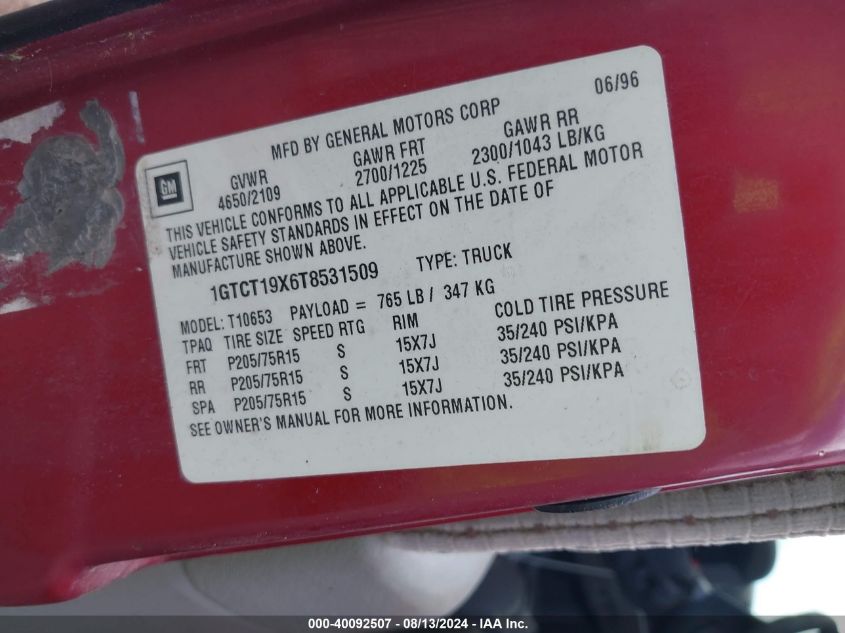 MFD BY GENERAL MOTORS CORP 06/96
GM
GVWR GAWR FRT GAWR RR
4650/2109 2700/1225 2300/1043 LB/KG
THIS VEHICLE CONFORMS TO ALL APPLICABLE U.S. FEDERAL MOTOR
VEHICLE SAFETY STANDARDS IN EFFECT ON THE DATE OF
MANUFACTURE SHOWN ABOVE.
1GTCT19X6T8531509 TYPE: TRUCK
MODEL: T10653 PAYLOAD = 765 LB / 347 KG
TPAQ TIRE SIZE SPEED RTG RIM COLD TIRE PRESSURE
FRT P205/75R15 S 15X7J 35/240 PSI/KPA
RR P205/75R15 S 15X7J 35/240 PSI/KPA
SPA P205/75R15 S 15X7J 35/240 PSI/KPA
SEE OWNER'S MANUAL FOR MORE INFORMATION.
000-40092507 - 08/13/2024 - IAA Inc.